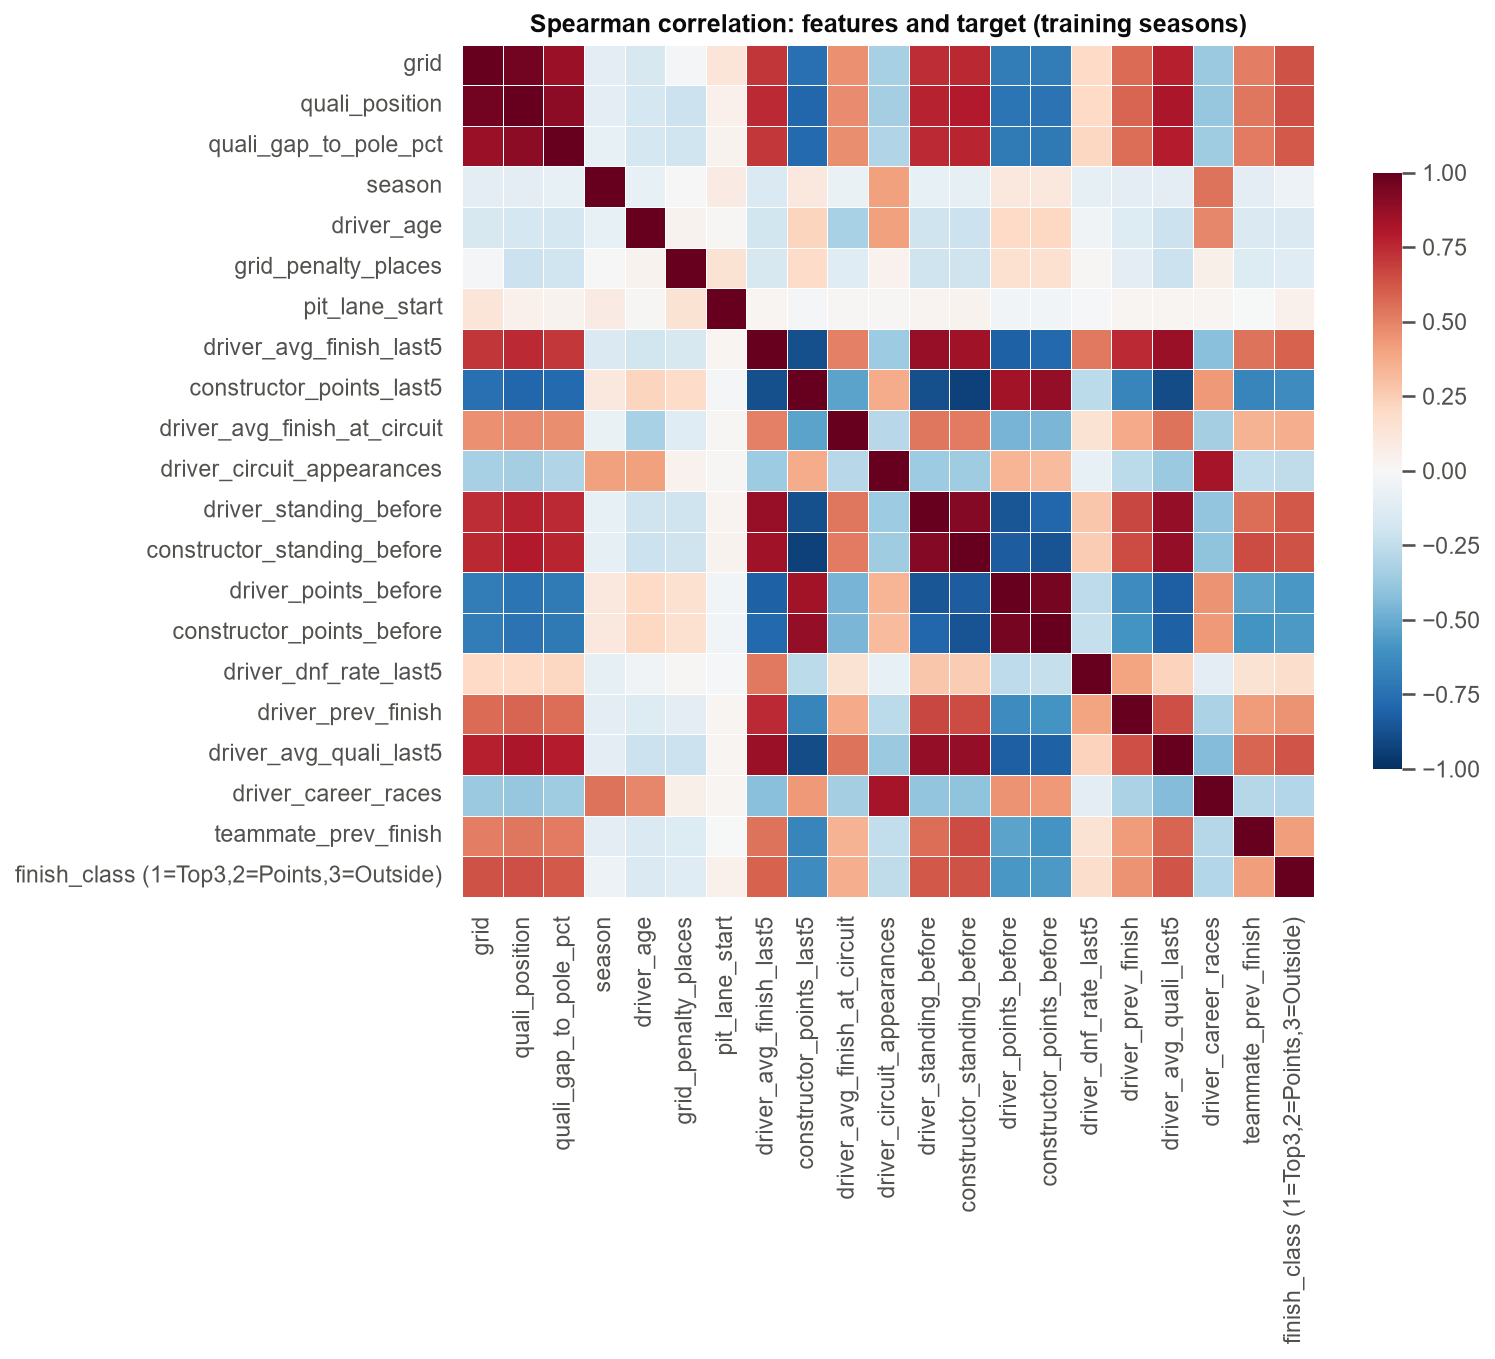 Spearman correlation: features and target (training seasons)
grid
quali_position
quali_gap_to_pole_pct
season
driver_age
grid_penalty_places
pit_lane_start
driver_avg_finish_last5
constructor_points_last5
driver_avg_finish_at_circuit
driver_circuit_appearances
driver_standing_before
constructor_standing_before
driver_points_before
constructor_points_before
driver_dnf_rate_last5
driver_prev_finish
driver_avg_quali_last5
driver_career_races
teammate_prev_finish
finish_class (1=Top3,2=Points,3=Outside)
grid
quali_position
quali_gap_to_pole_pct
season
driver_age
grid_penalty_places
pit_lane_start
driver_avg_finish_last5
constructor_points_last5
driver_avg_finish_at_circuit
driver_circuit_appearances
driver_standing_before
constructor_standing_before
driver_points_before
constructor_points_before
driver_dnf_rate_last5
driver_prev_finish
driver_avg_quali_last5
driver_career_races
teammate_prev_finish
finish_class (1=Top3,2=Points,3=Outside)
1.00
0.75
0.50
0.25
0.00
−0.25
−0.50
−0.75
−1.00